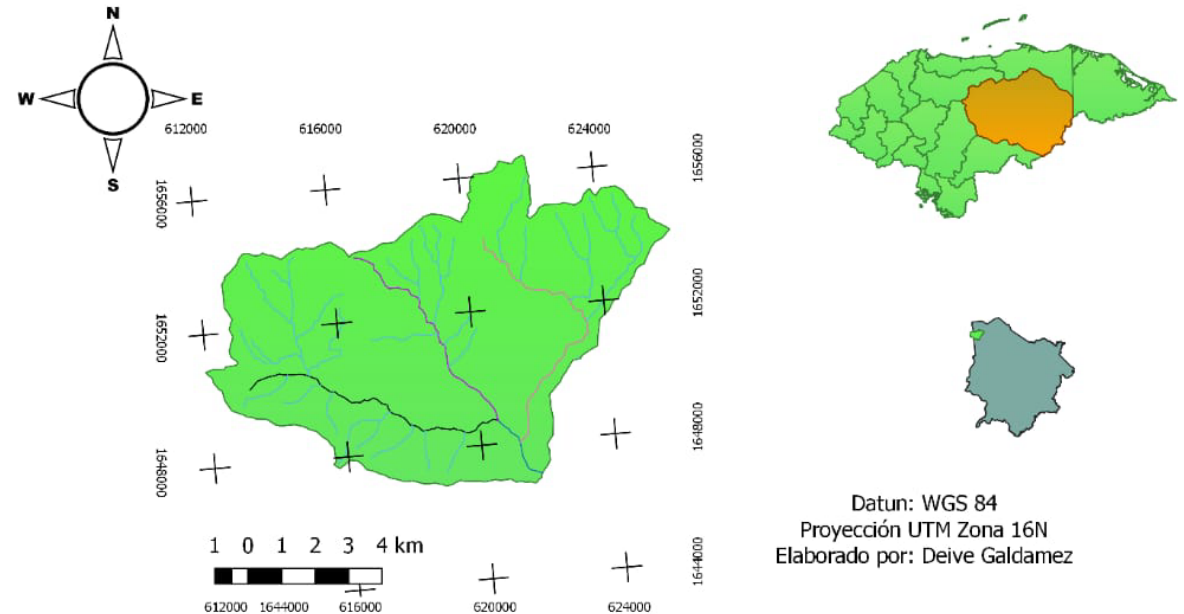 N
W E
S
612000 616000 620000 624000
1656000
1652000
1648000
1656000
1652000
1648000
1644000
1 0 1 2 3 4 km
612000 1644000 616000 620000 624000
Datun: WGS 84
Proyección UTM Zona 16N
Elaborado por: Deive Galdamez